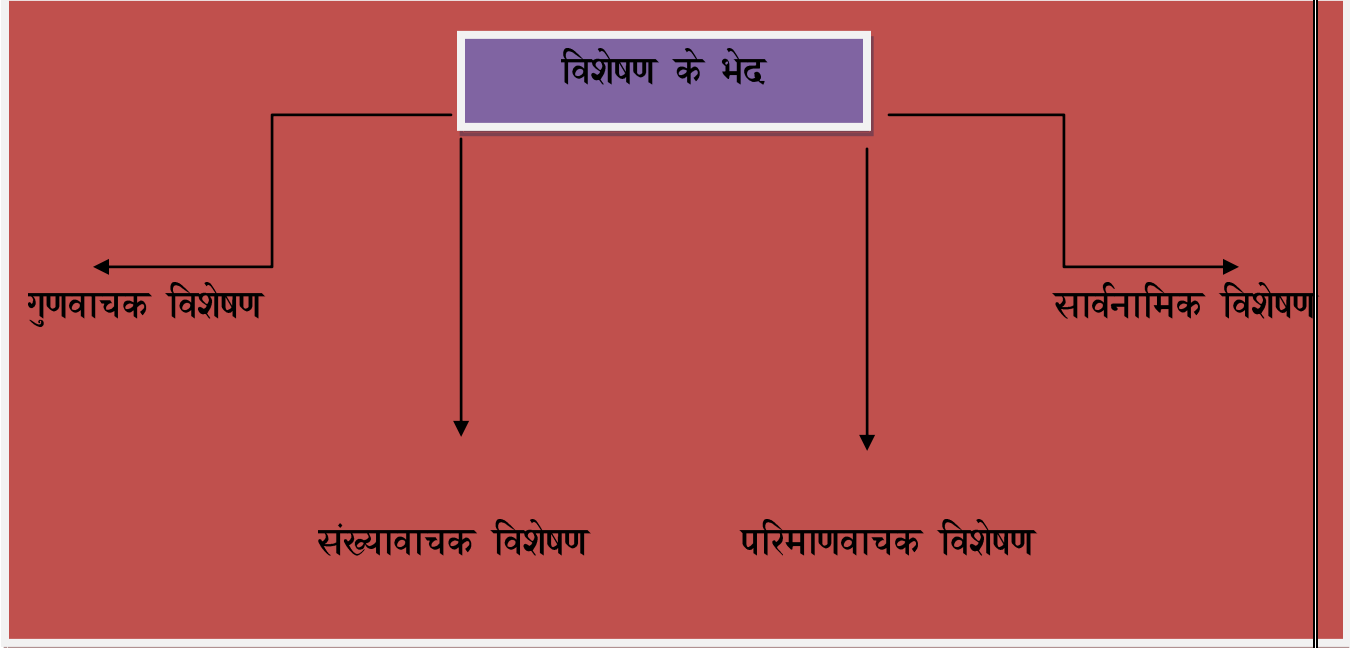 विशेषण के भेद
गुणवाचक विशेषण
सार्वनामिक विशेषण
संख्यावाचक विशेषण
परिमाणवाचक विशेषण